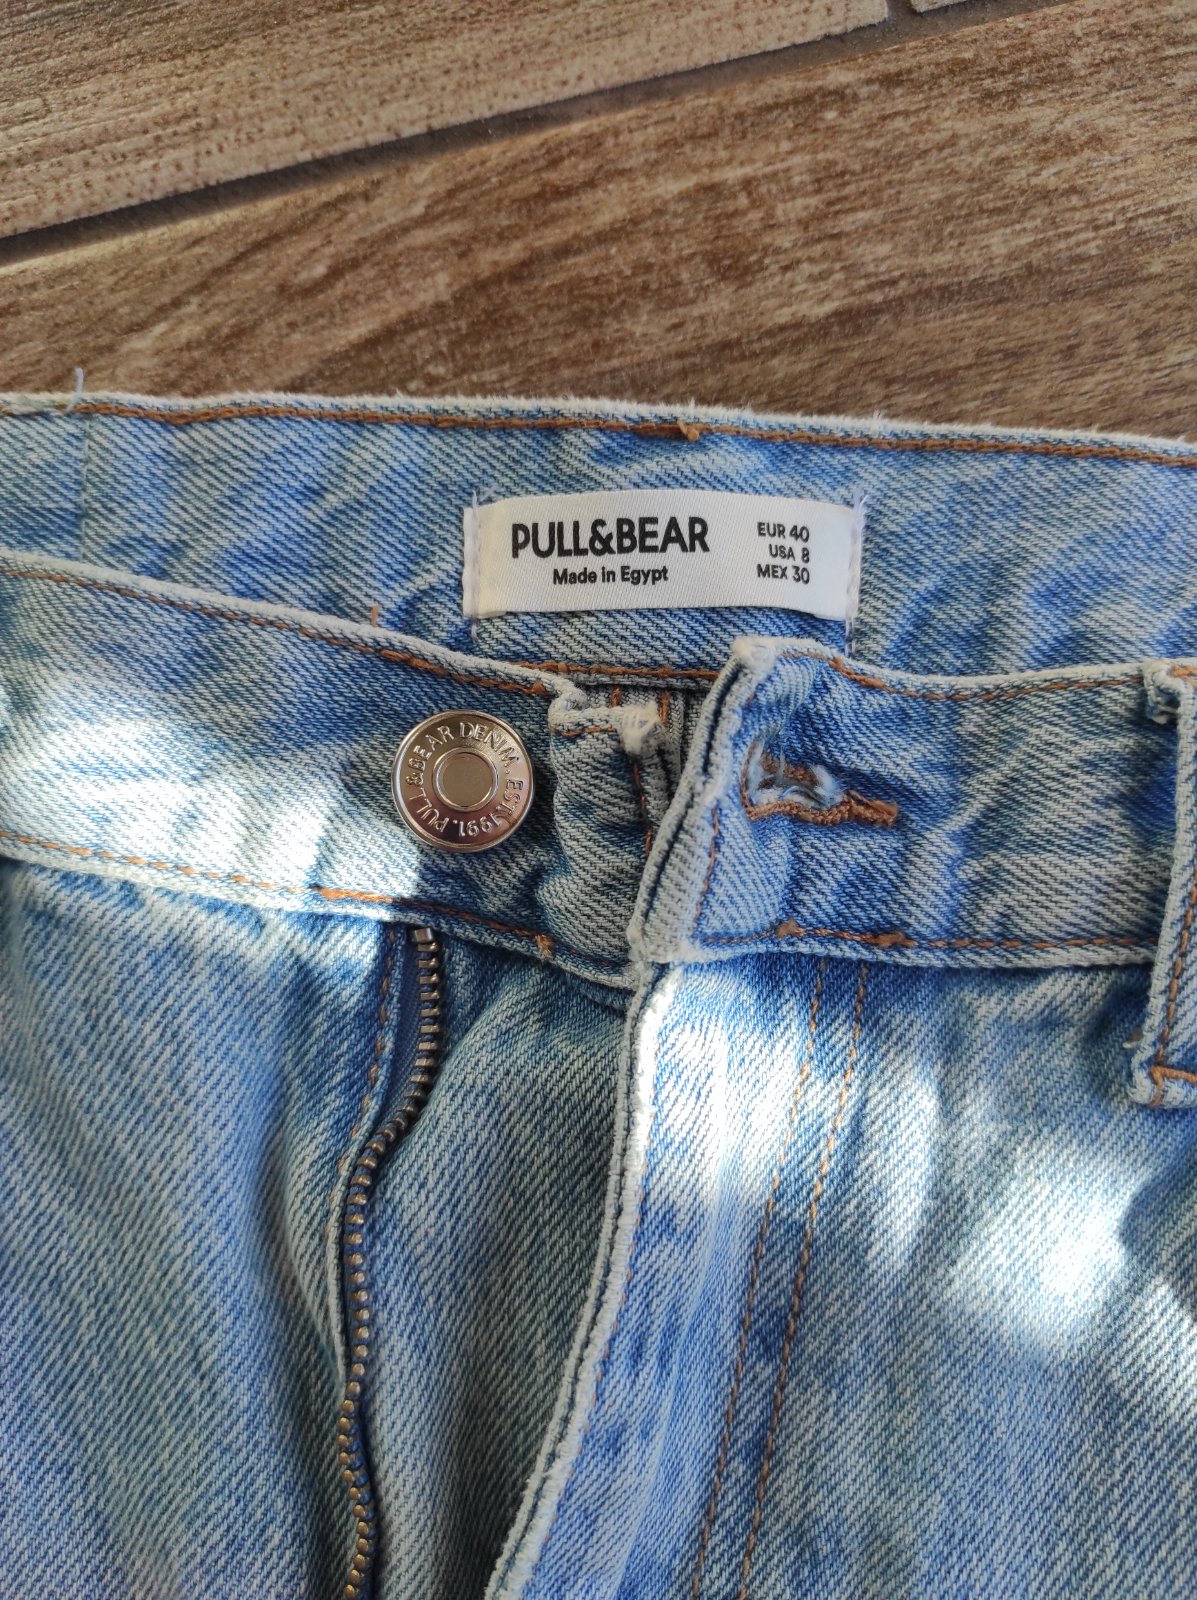 PULL&BEAR
Made in Egypt
EUR 40
USA 8
MEX 30
PULL&BEAR DENIM. EST.1991.